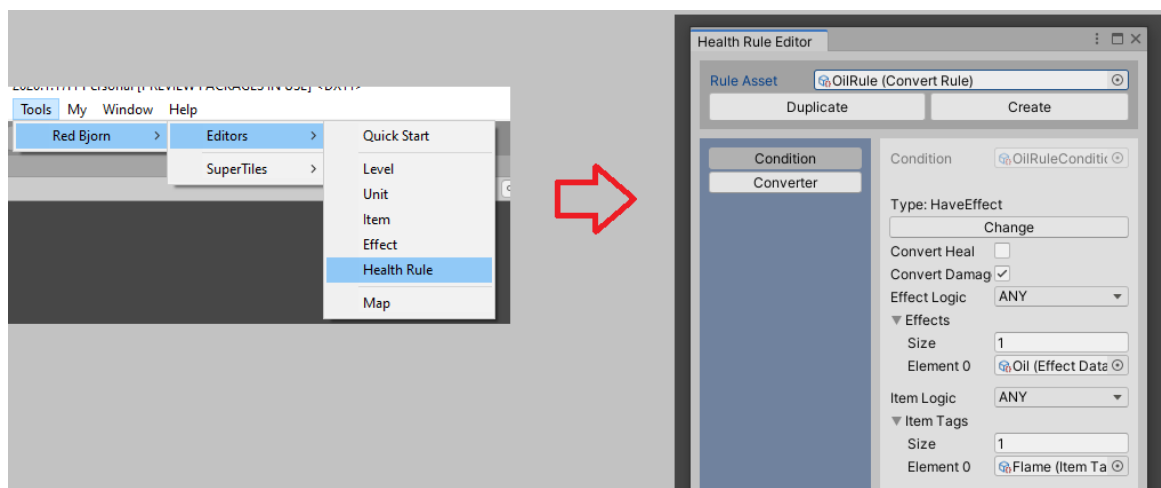 Tools My Window Help
Red Bjorn > Editors > Quick Start
SuperTiles > Level
Unit
Item
Effect
Health Rule
Map
Health Rule Editor
Rule Asset OilRule (Convert Rule)
Duplicate Create
Condition
Converter
Condition OilRuleConditic
Type: HaveEffect
Change
Convert Heal
Convert Damag
Effect Logic ANY
Effects
Size 1
Element 0 Oil (Effect Data
Item Logic ANY
Item Tags
Size 1
Element 0 Flame (Item Ta